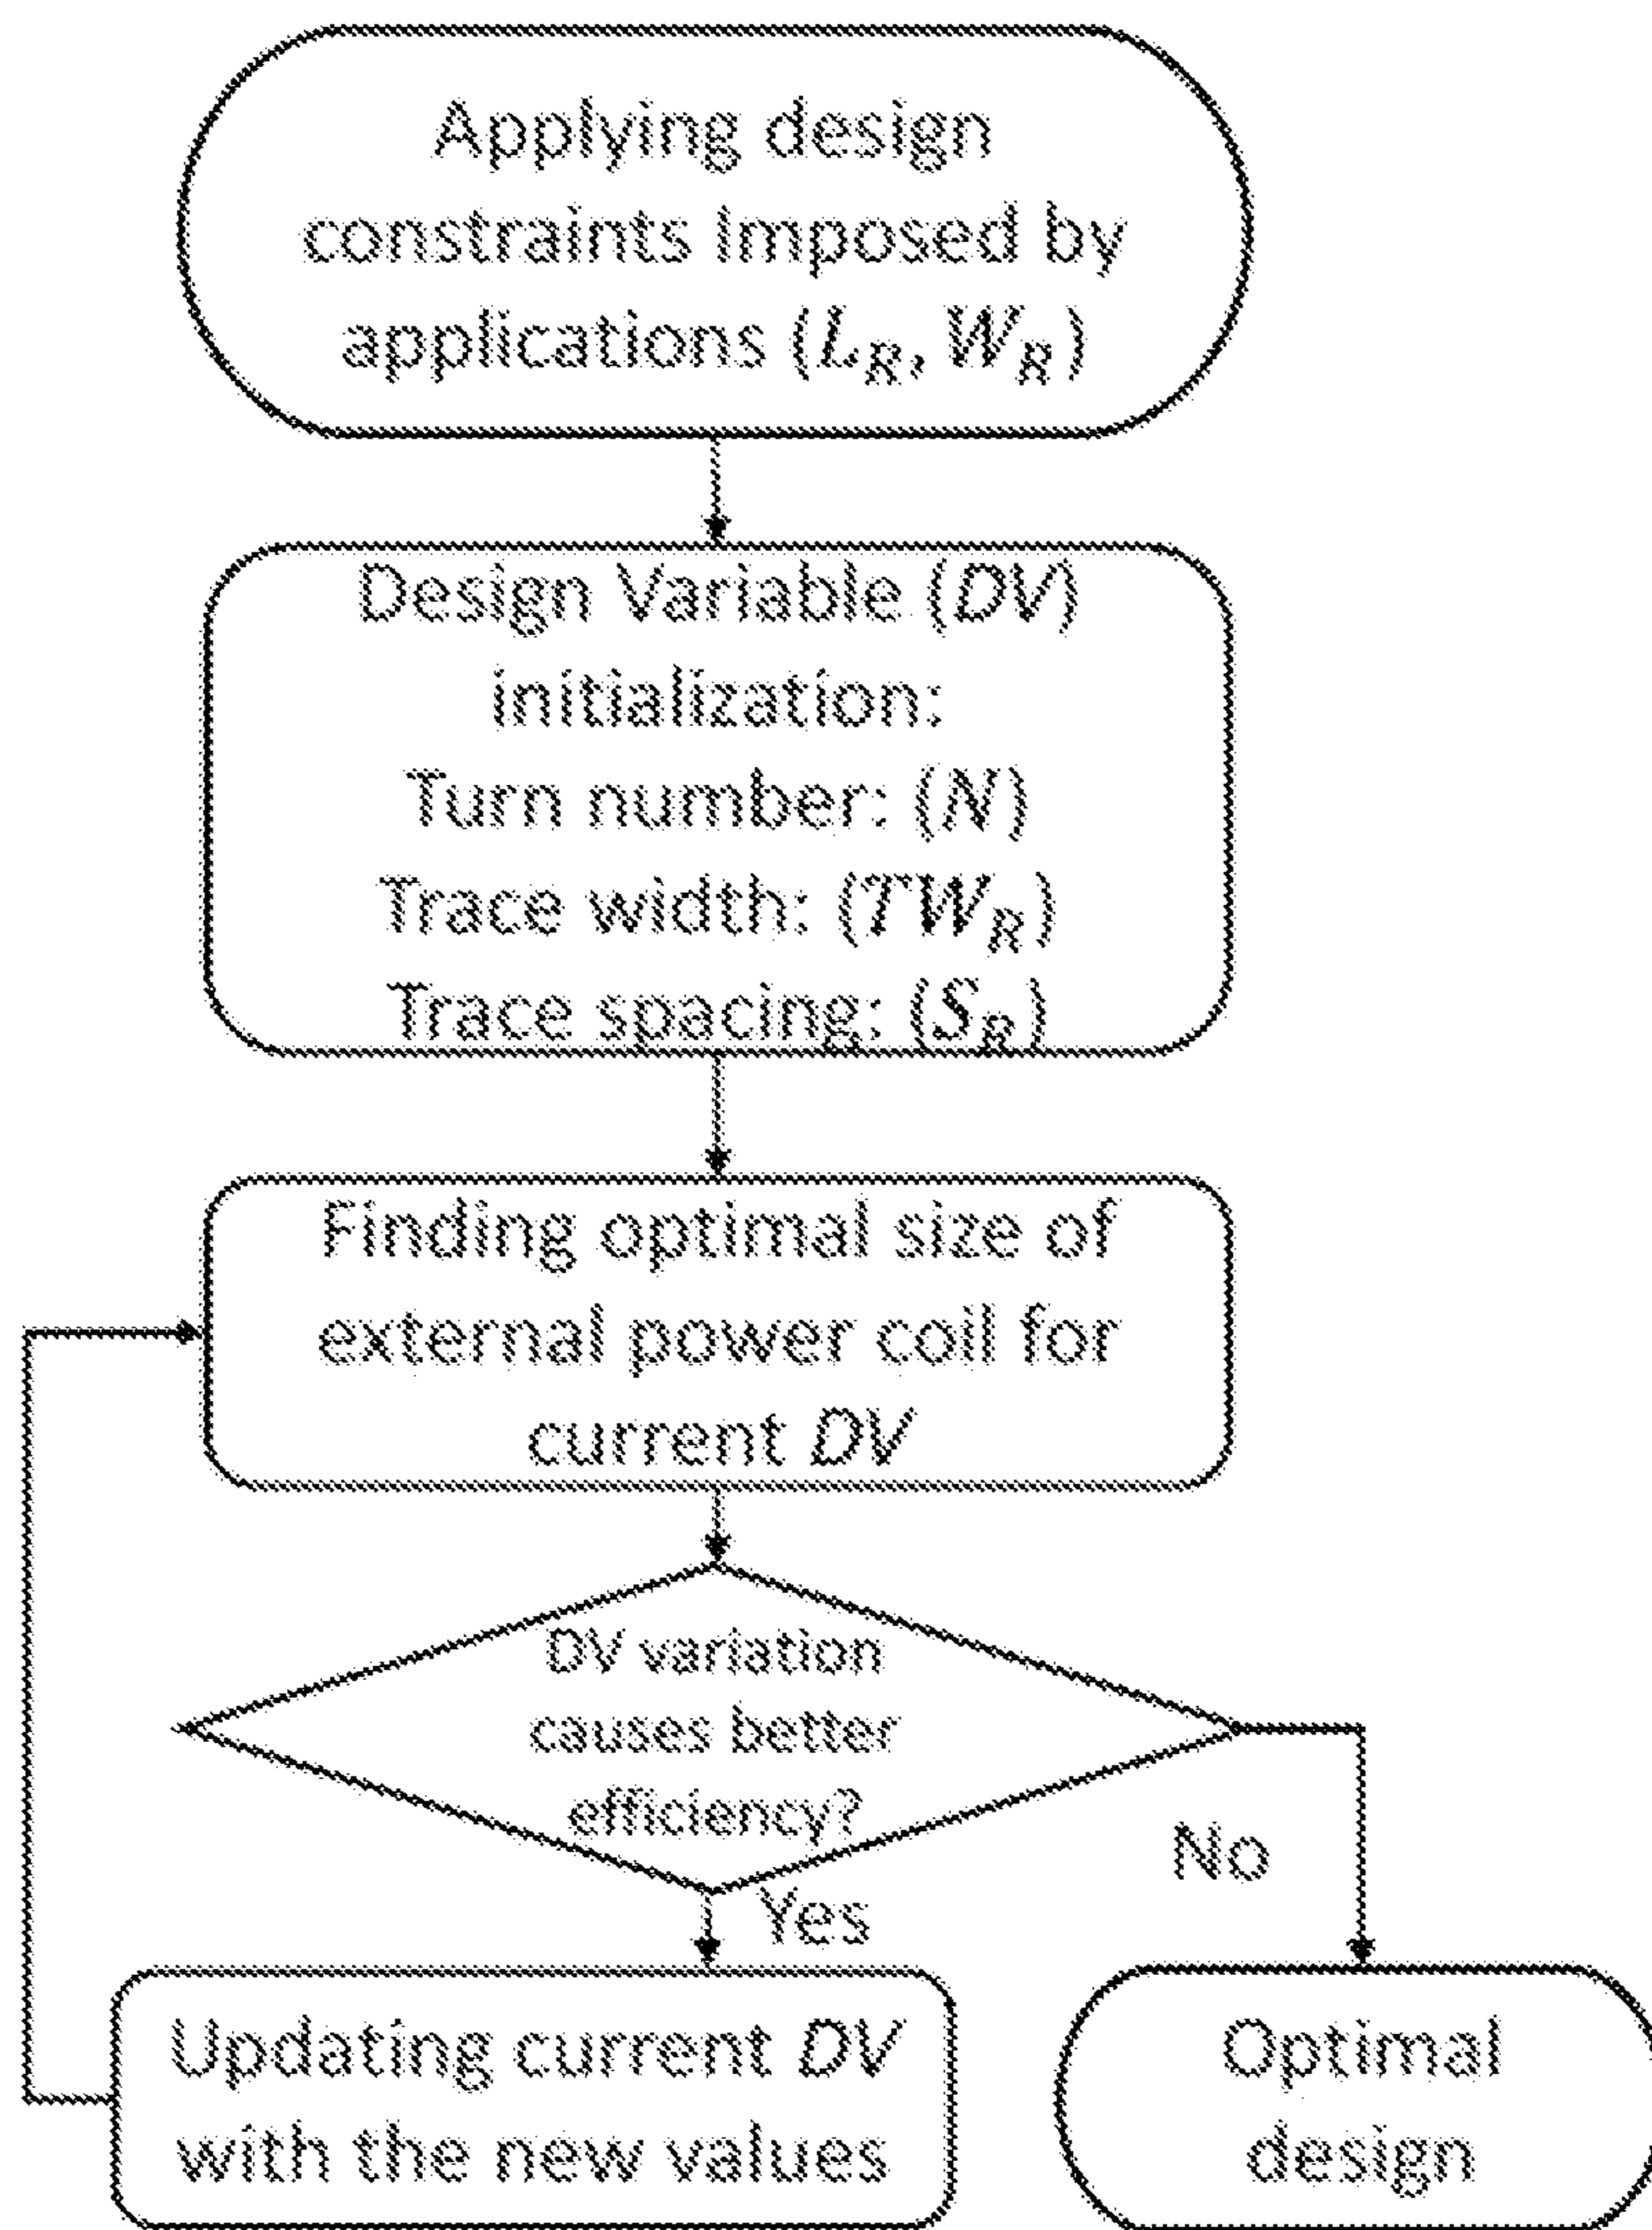 Applying design
constraints imposed by
applications (L_R, W_R)
Design Variable (DV)
initialization:
Turn number: (N)
Trace width: (TW_R)
Trace spacing: (S_R)
Finding optimal size of
external power coil for
current DV
DV variation
causes better
efficiency?
No
Yes
Updating current DV
with the new values
Optimal
design